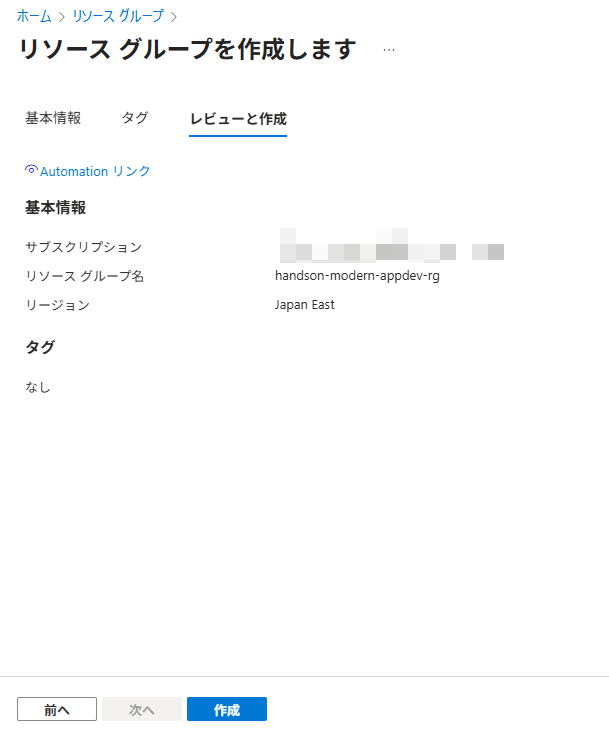 ホーム > リソース グループ >
リソース グループを作成します ...
基本情報 タグ レビューと作成
Automation リンク
基本情報
サブスクリプション
リソース グループ名 handson-modern-appdev-rg
リージョン Japan East
タグ
なし
前へ 次へ 作成